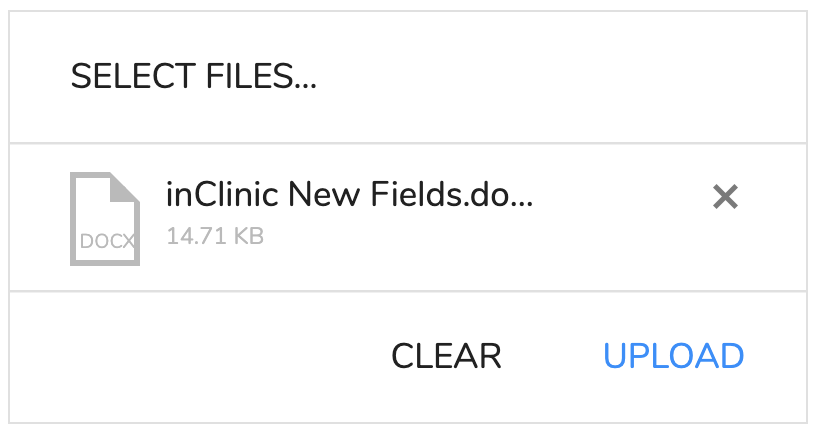 SELECT FILES...
inClinic New Fields.do...
DOCX
14.71 KB
CLEAR UPLOAD